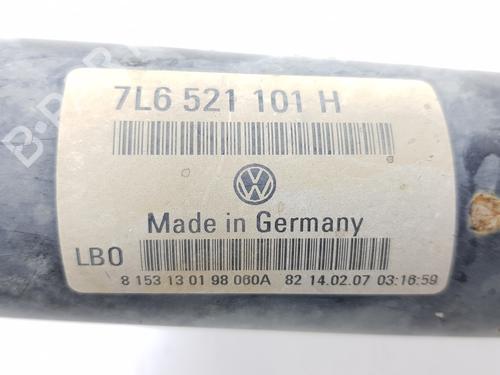 7L6 521 101 H
Made in Germany
LBO
8 153 13 01 98 060A 82 14.02.07 03:16:59